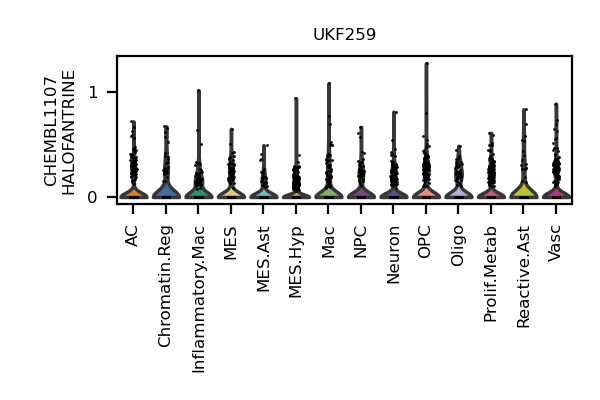 UKF259
CHEMBL1107
HALOFANTRINE
1
0
AC
Chromatin.Reg
Inflammatory.Mac
MES
MES.Ast
MES.Hyp
Mac
NPC
Neuron
OPC
Oligo
Prolif.Metab
Reactive.Ast
Vasc